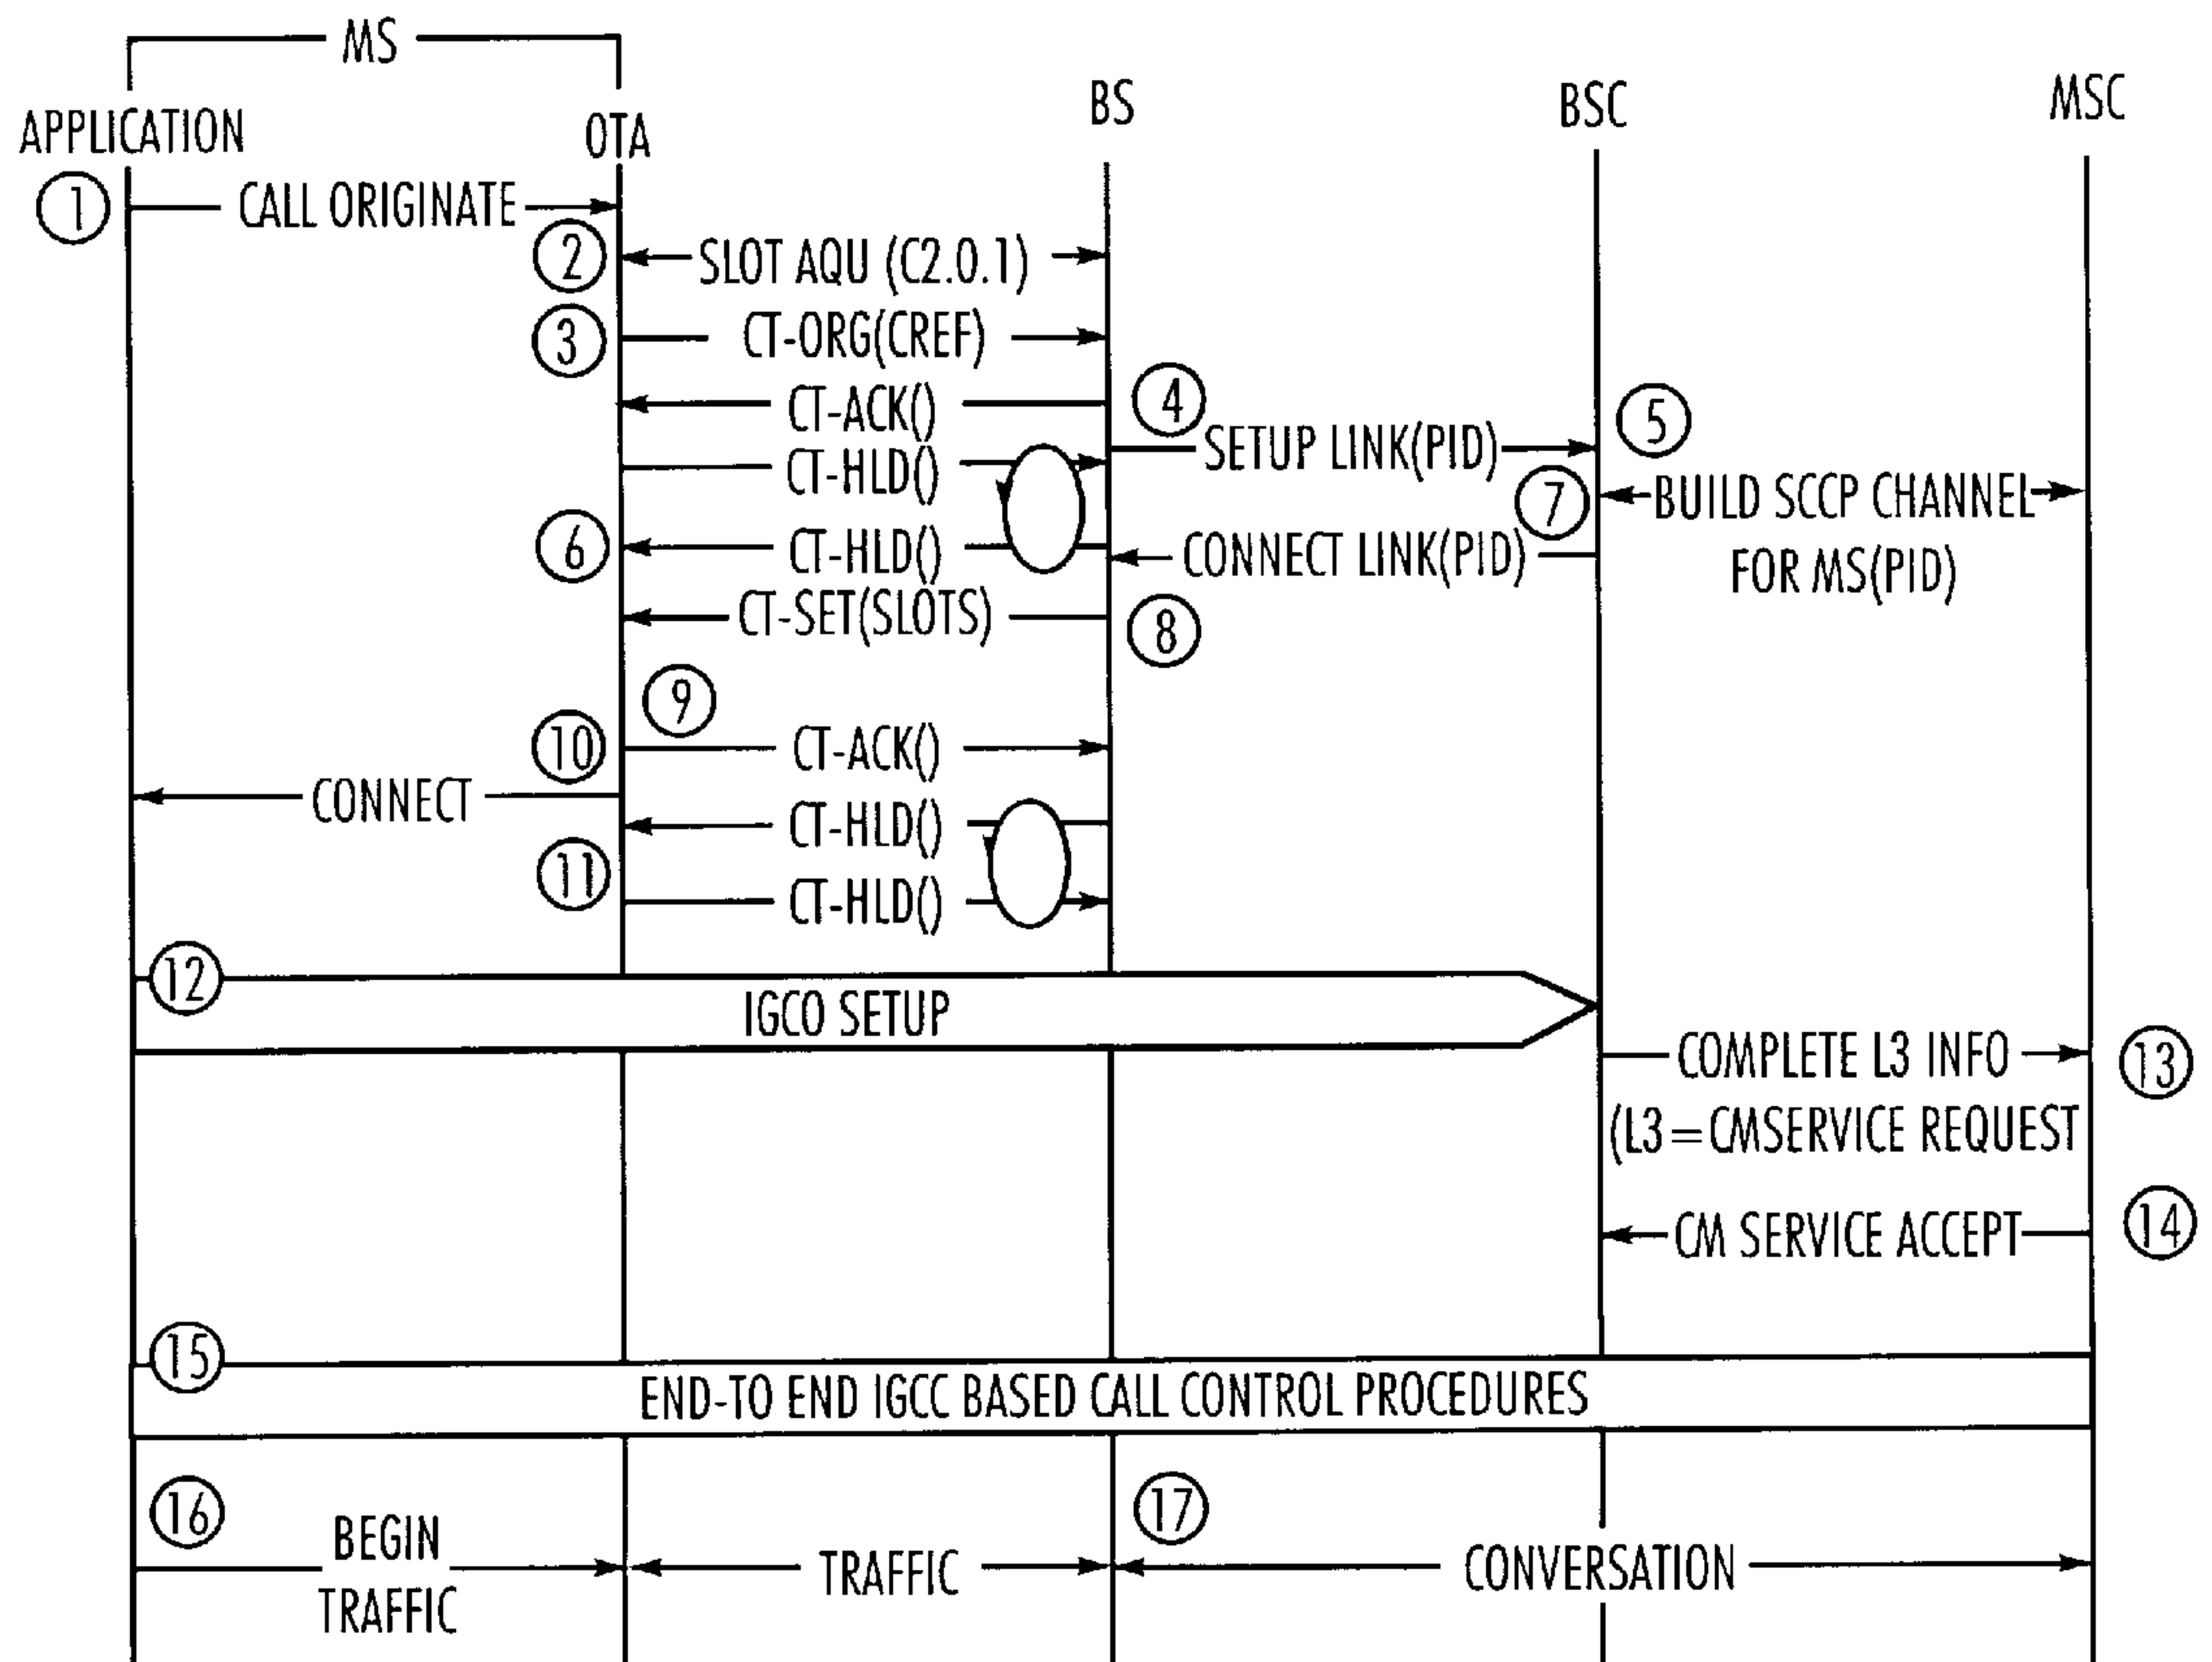 MS
APPLICATION
OTA
BS
BSC
MSC
1
CALL ORIGINATE
2
SLOT AQU (C2.0.1)
3
CT-ORG(CREF)
CT-ACK()
4
SETUP LINK(PID)
5
CT-HLD()
7
BUILD SCCP CHANNEL
FOR MS(PID)
6
CT-HLD()
CONNECT LINK(PID)
CT-SET(SLOTS)
8
9
10
CT-ACK()
CONNECT
CT-HLD()
11
CT-HLD()
12
IGCO SETUP
COMPLETE L3 INFO
13
(L3=CMSERVICE REQUEST
CM SERVICE ACCEPT
14
15
END-TO END IGCC BASED CALL CONTROL PROCEDURES
16
17
BEGIN
TRAFFIC
TRAFFIC
CONVERSATION